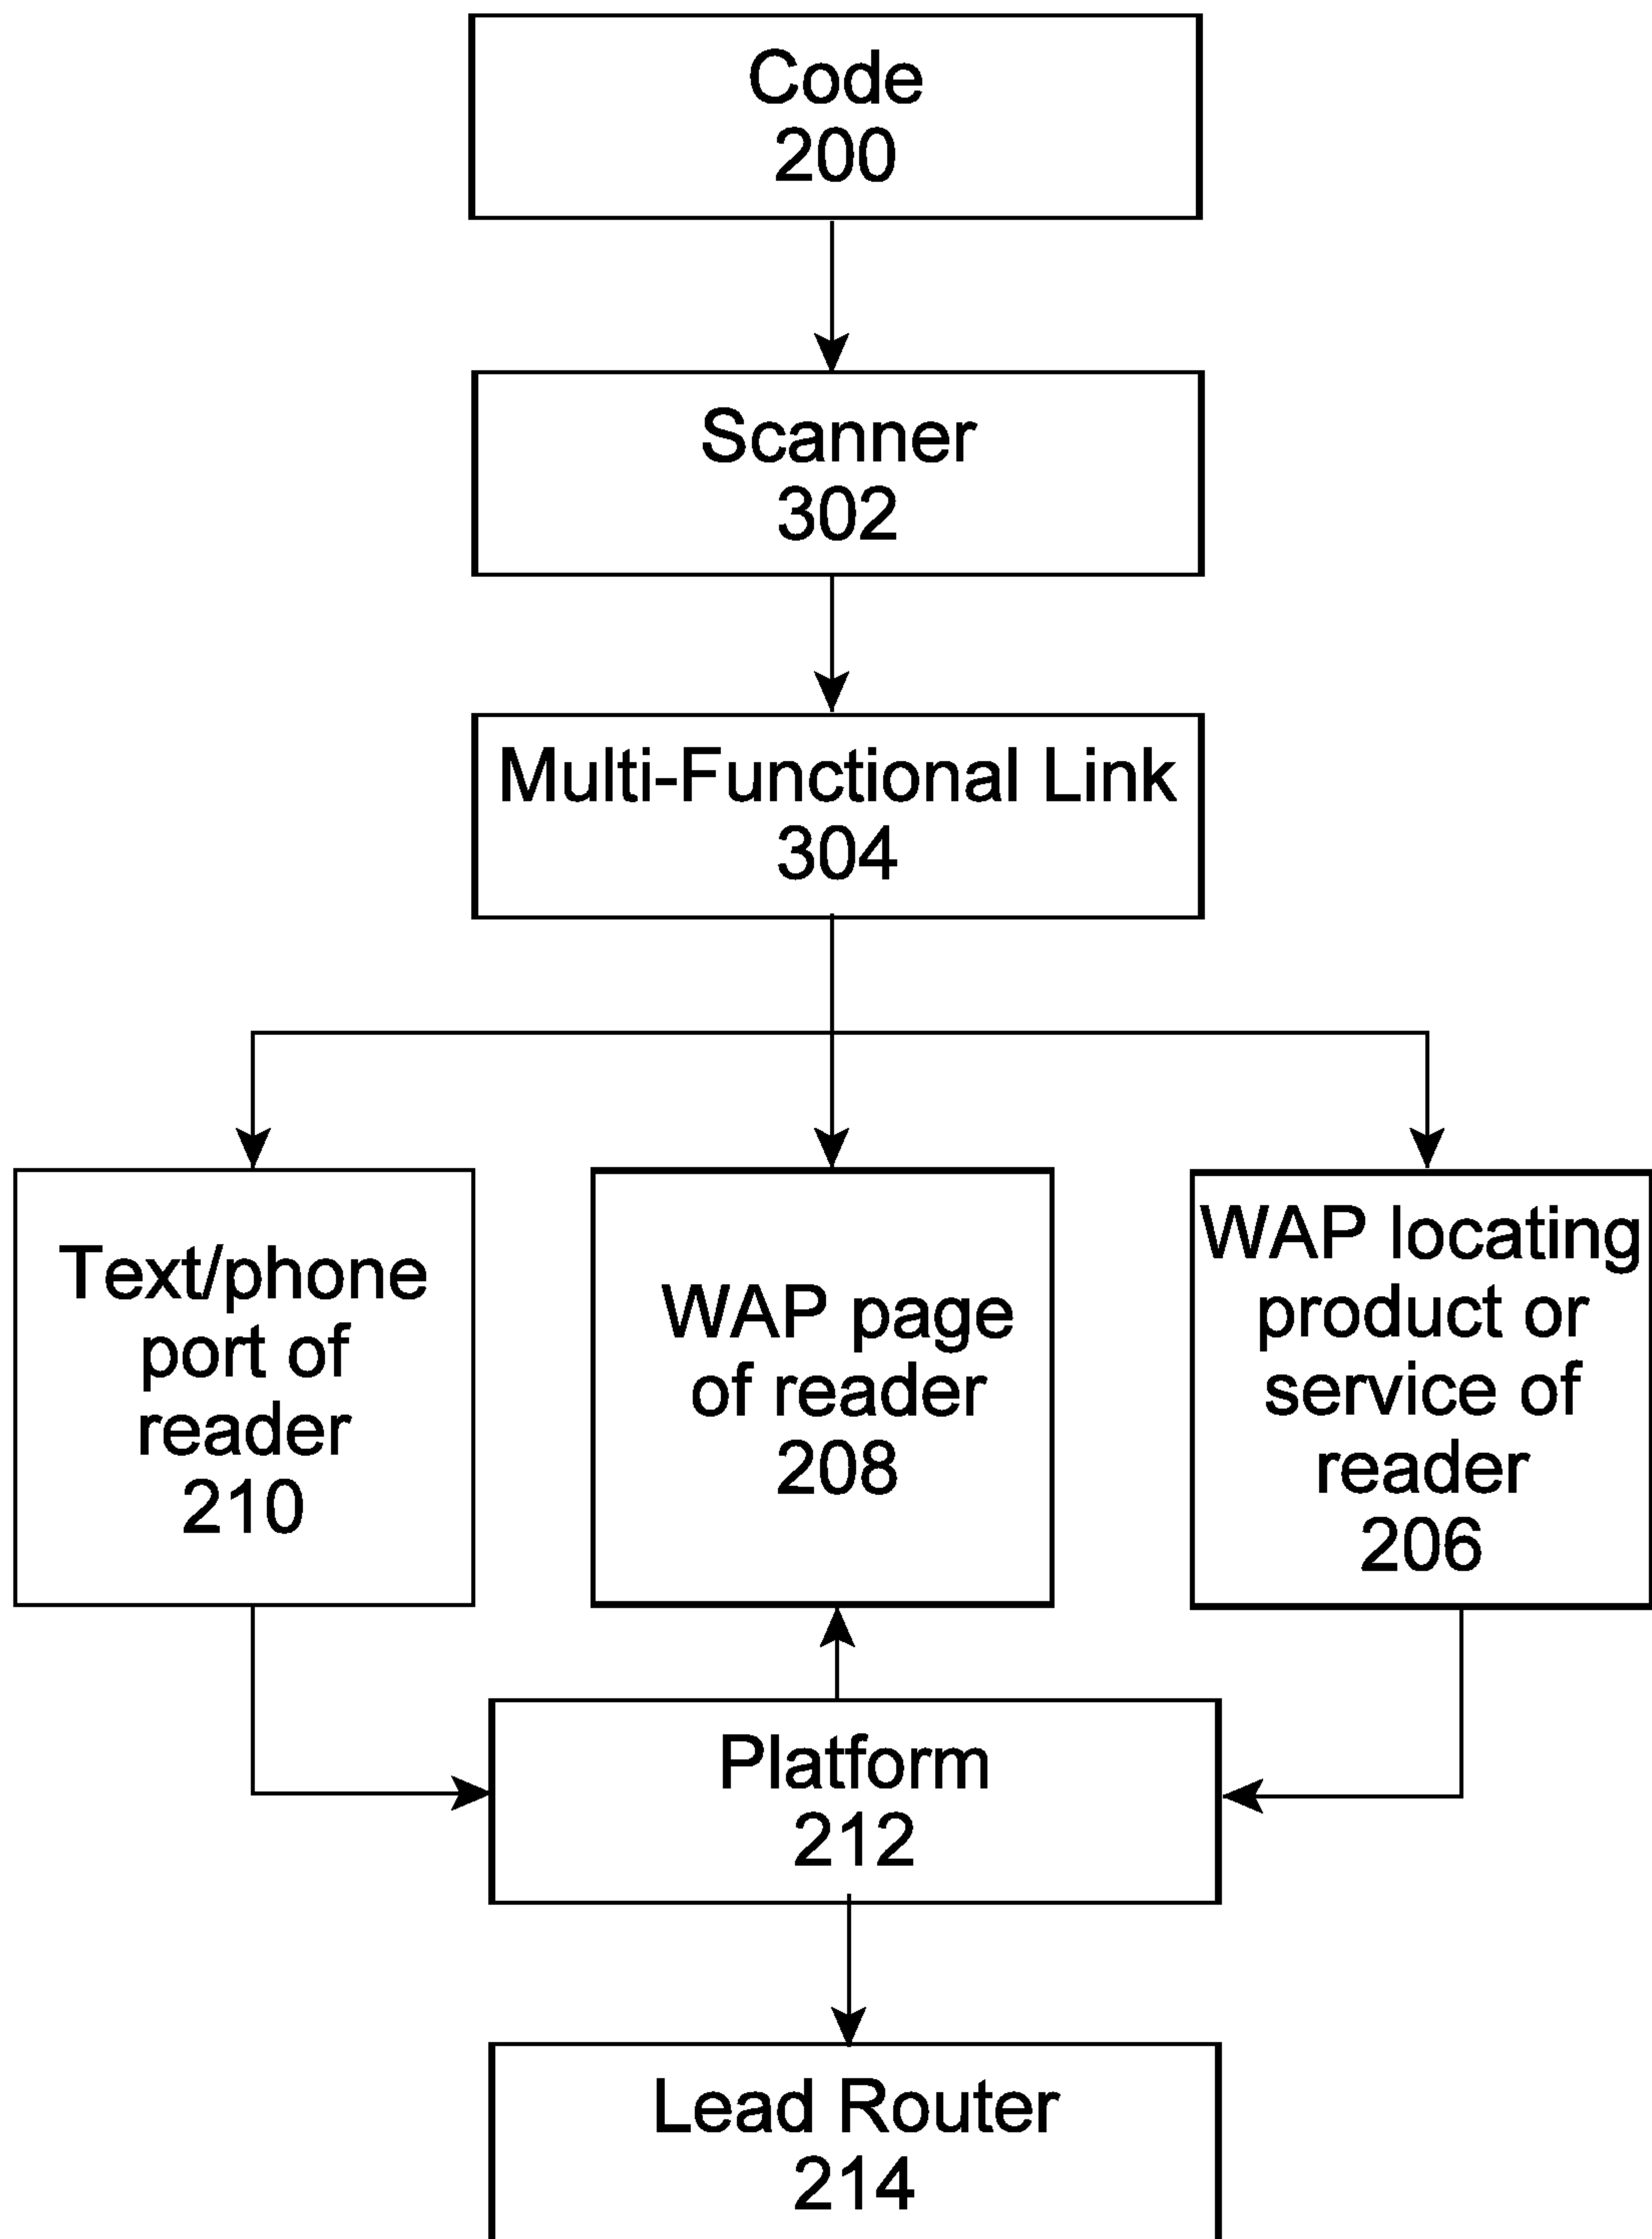 Code
200
Scanner
302
Multi-Functional Link
304
Text/phone
port of
reader
210
WAP page
of reader
208
WAP locating
product or
service of
reader
206
Platform
212
Lead Router
214